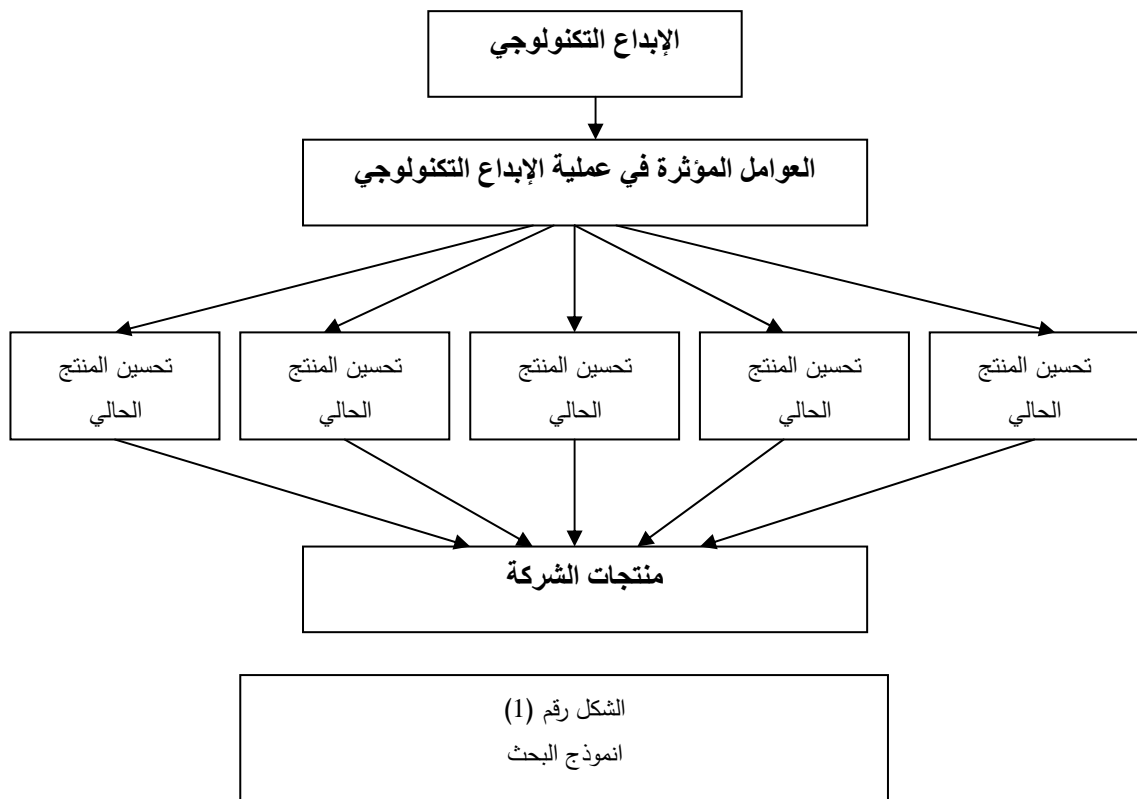 الإبداع التكنولوجي
العوامل المؤثرة في عملية الإبداع التكنولوجي
تحسين المنتج
الحالي
تحسين المنتج
الحالي
تحسين المنتج
الحالي
تحسين المنتج
الحالي
تحسين المنتج
الحالي
منتجات الشركة
الشكل رقم (1)
انموذج البحث